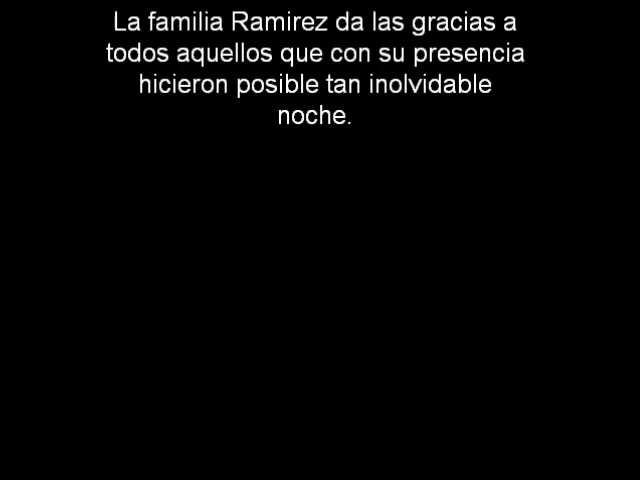 La familia Ramirez da las gracias a
todos aquellos que con su presencia
hicieron posible tan inolvidable
noche.